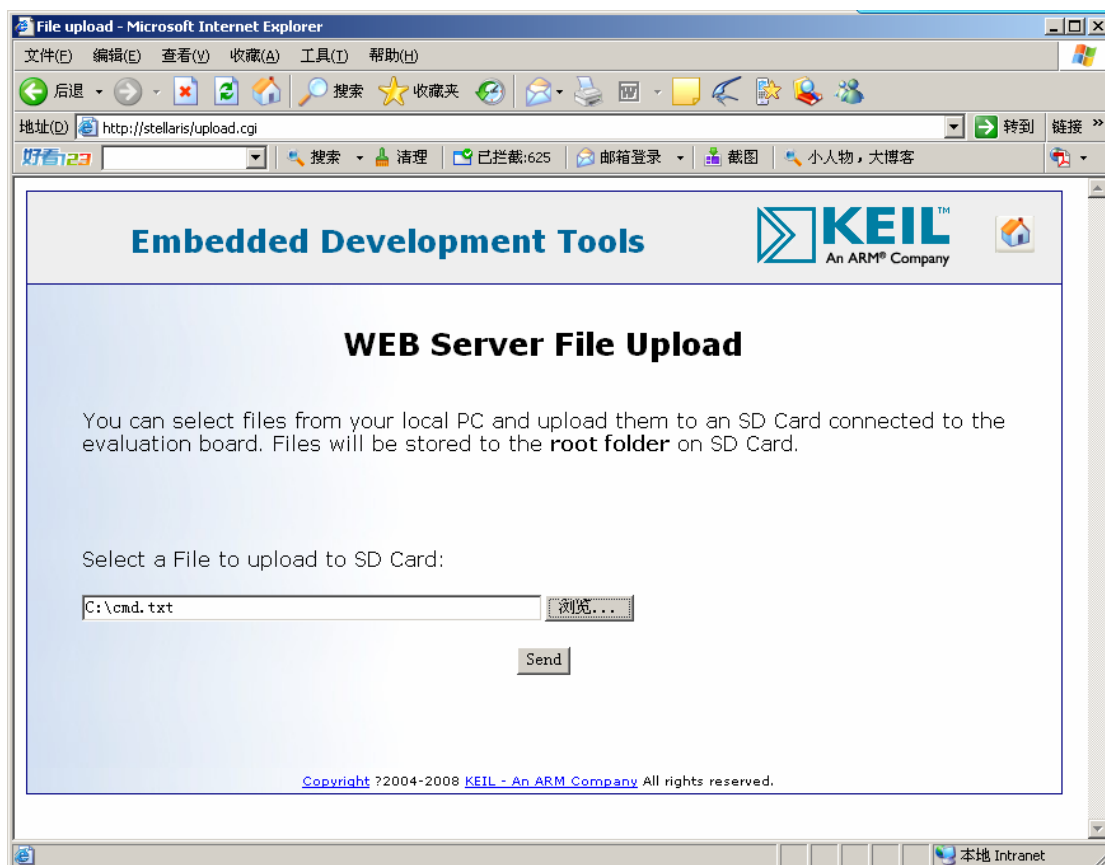 File upload - Microsoft Internet Explorer
文件(F) 编辑(E) 查看(V) 收藏(A) 工具(T) 帮助(H)
后退 搜索 收藏夹
地址(D) http://stellaris/upload.cgi 转到 链接 »
好看123 搜索 清理 已拦截:625 邮箱登录 截图 小人物，大博客
Embedded Development Tools
KEIL™
An ARM® Company
WEB Server File Upload
You can select files from your local PC and upload them to an SD Card connected to the
evaluation board. Files will be stored to the root folder on SD Card.
Select a File to upload to SD Card:
C:\cmd.txt 浏览...
Send
Copyright ?2004-2008 KEIL - An ARM Company All rights reserved.
本地 Intranet